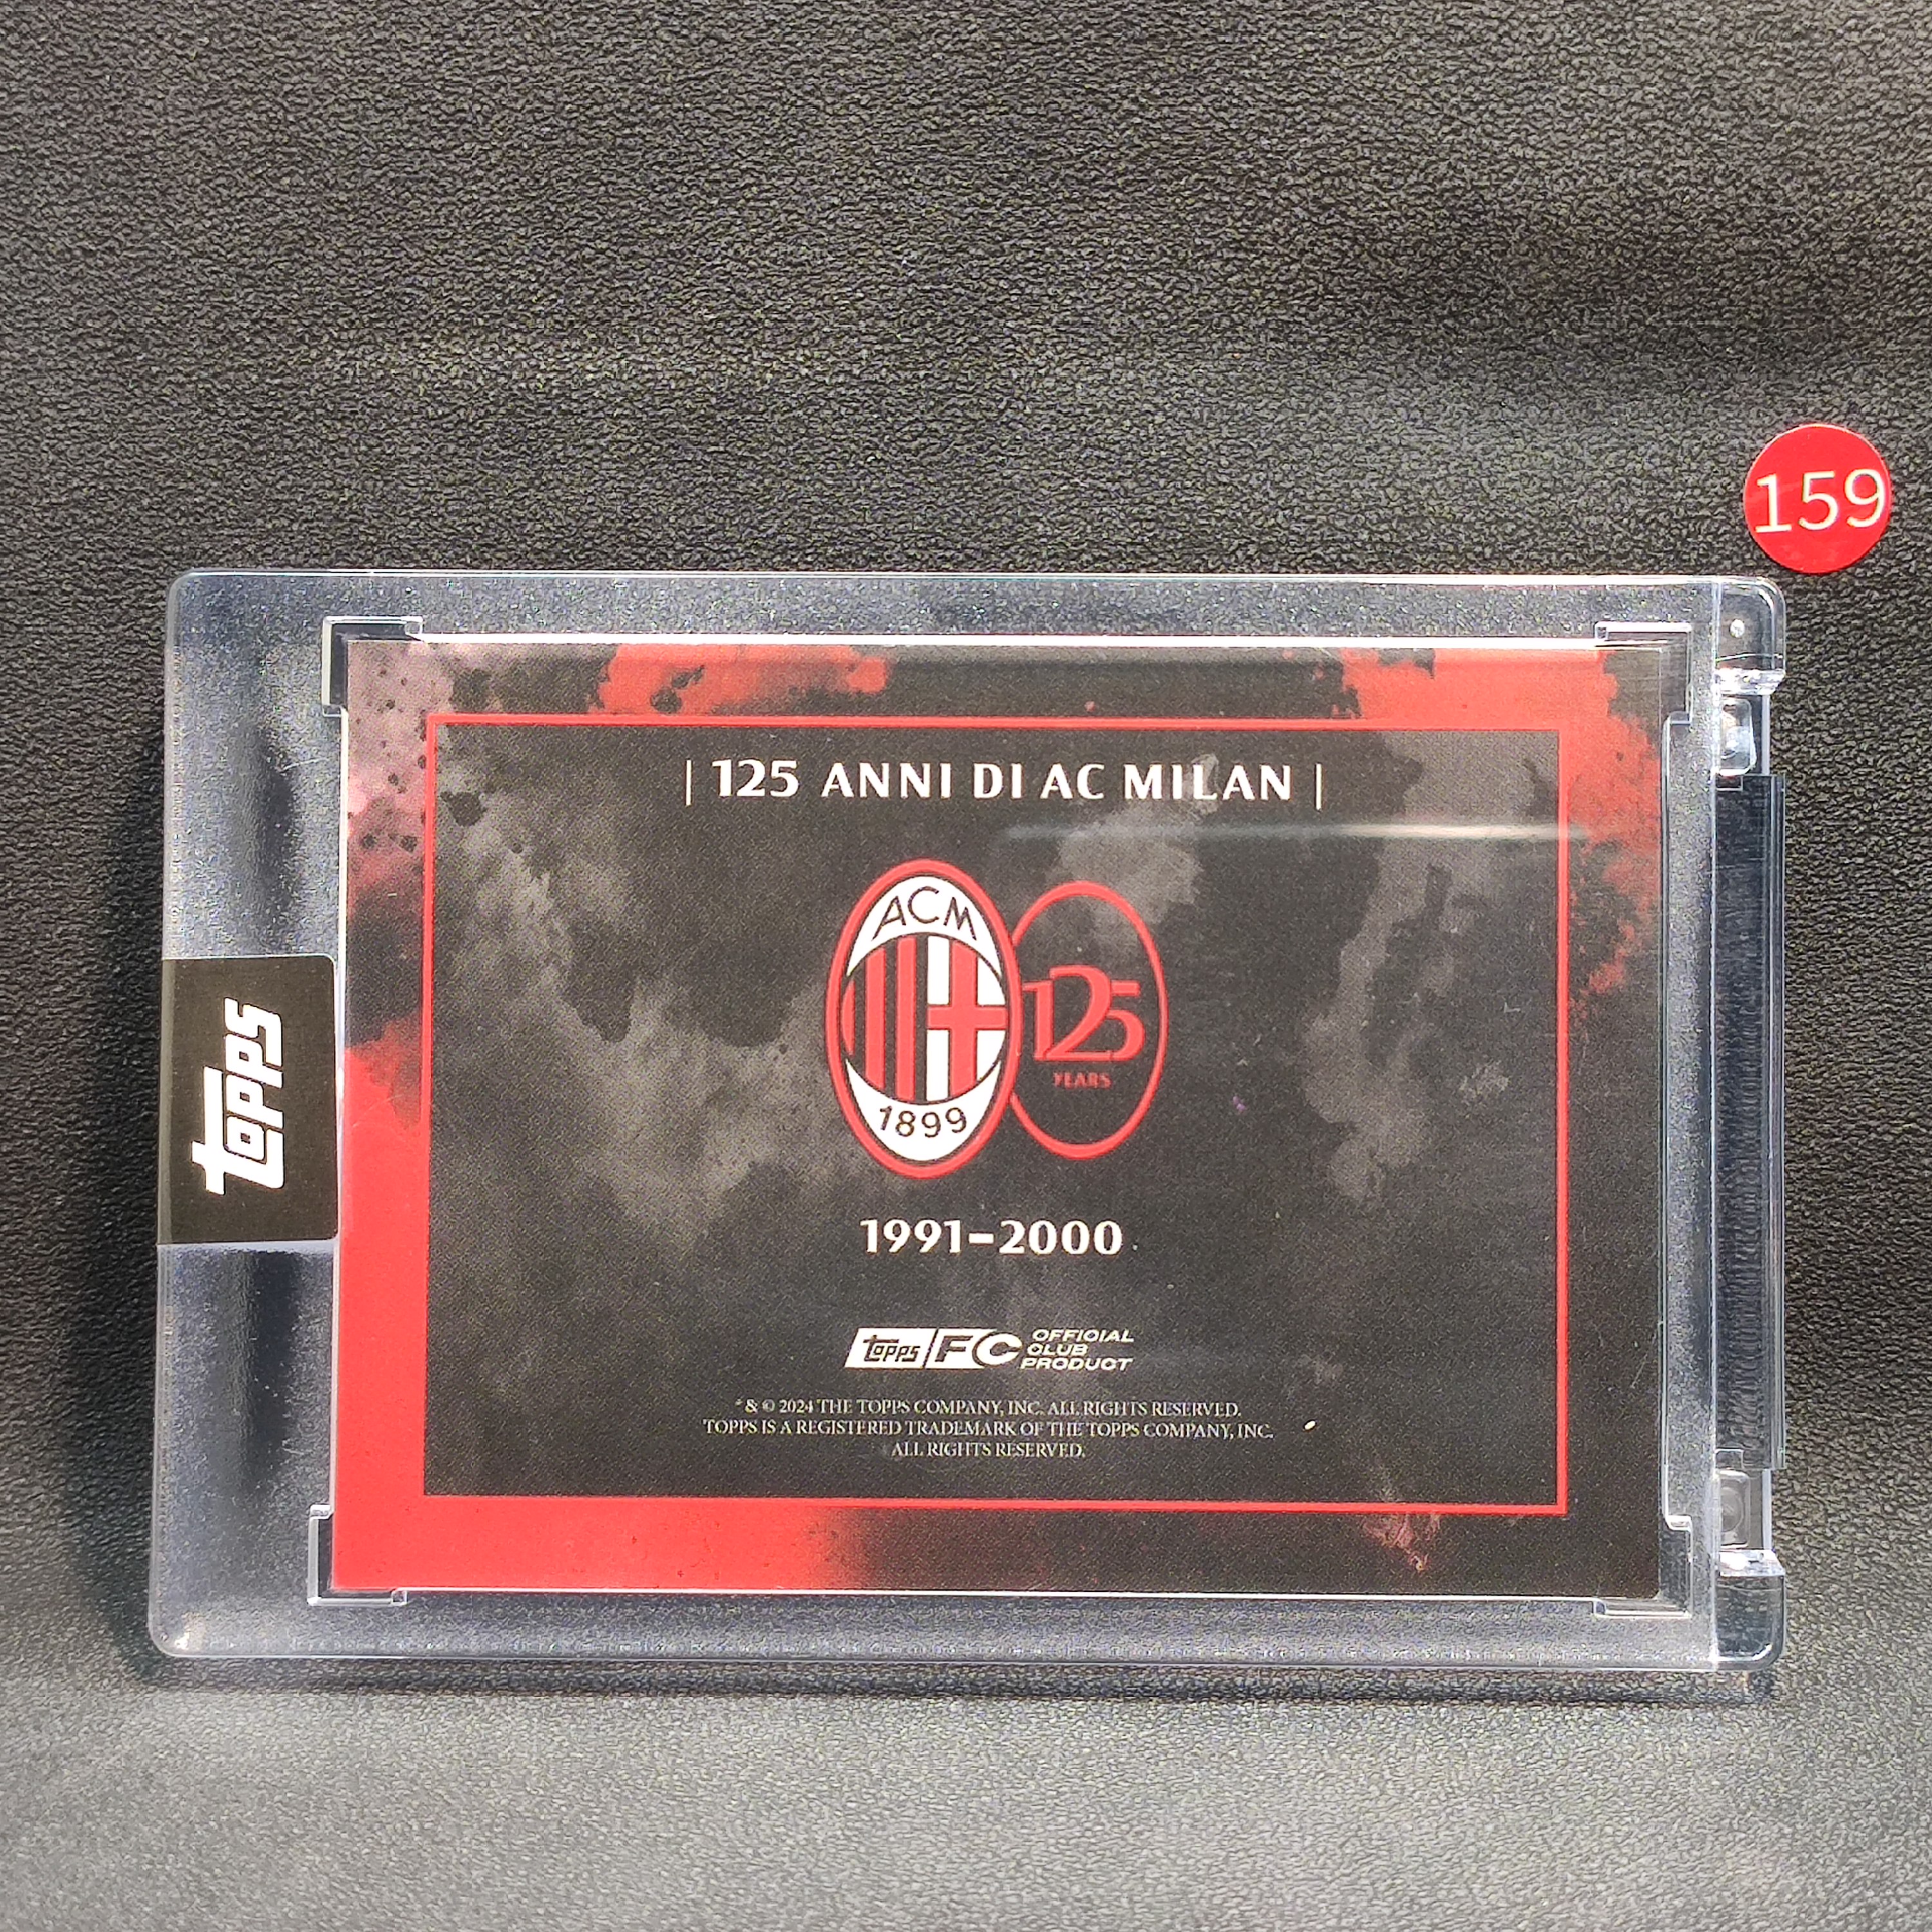 159
| 125 ANNI DI AC MILAN |
ACM
1899
125
YEARS
topps
1991-2000
topps FC OFFICIAL
CLUB
PRODUCT
* & © 2024 THE TOPPS COMPANY, INC. ALL RIGHTS RESERVED.
TOPPS IS A REGISTERED TRADEMARK OF THE TOPPS COMPANY, INC.
ALL RIGHTS RESERVED.